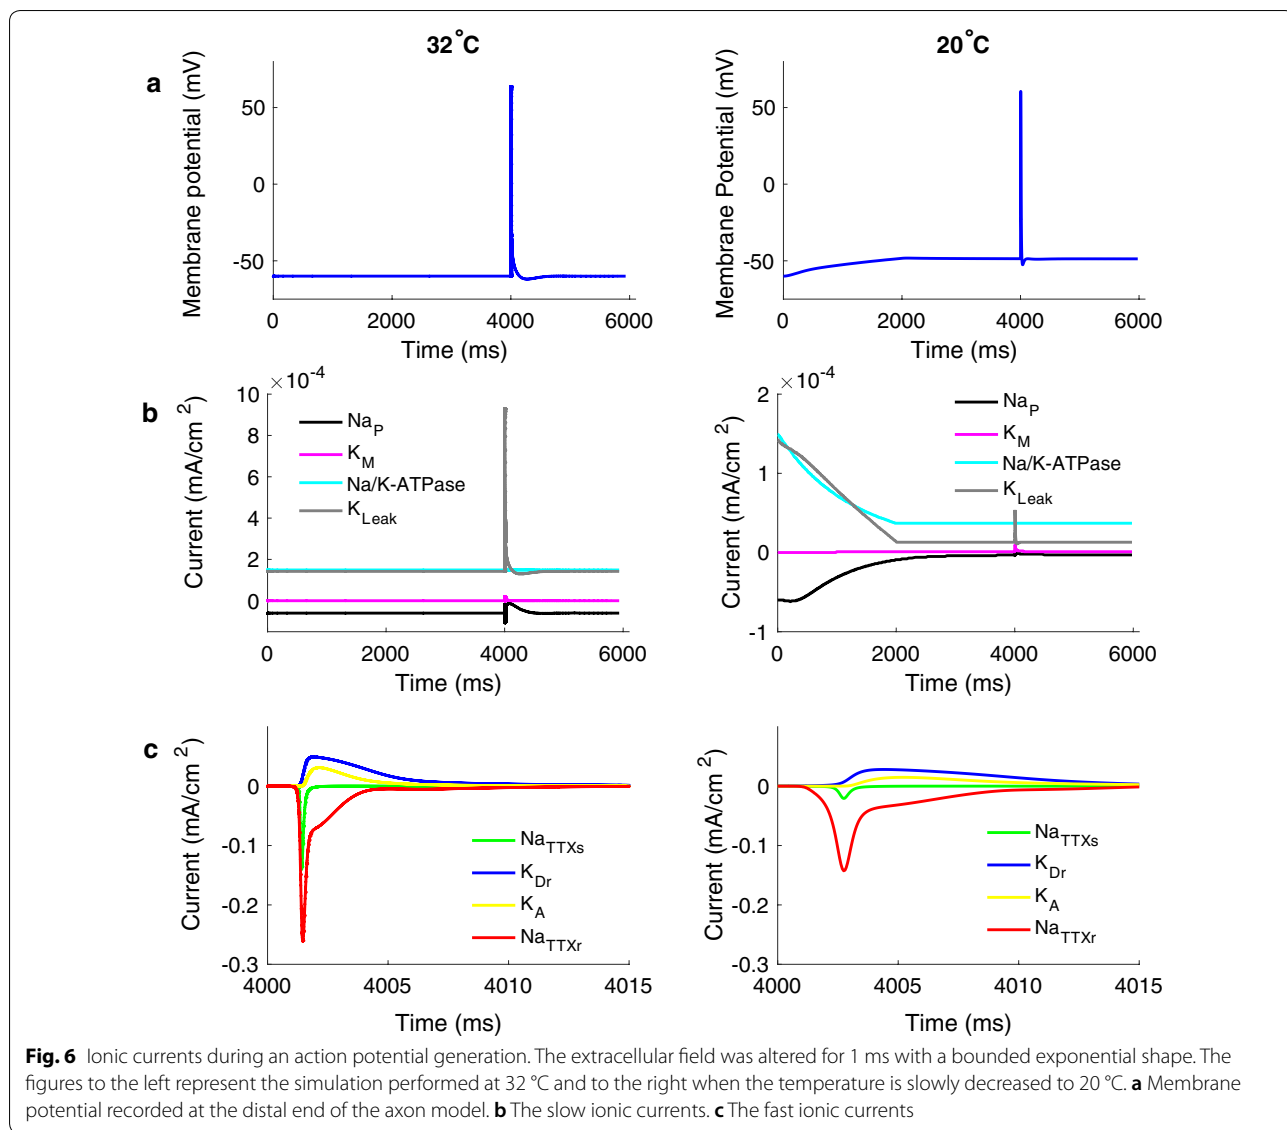 32°C
20°C
a
Membrane potential (mV)
50
0
-50
0
2000
4000
6000
Time (ms)
Membrane Potential (mV)
50
0
-50
0
2000
4000
6000
Time (ms)
b
×10-4
Current (mA/cm 2)
10
8
6
4
2
0
NaP
KM
Na/K-ATPase
KLeak
0
2000
4000
6000
Time (ms)
×10-4
Current (mA/cm 2)
2
1
0
-1
NaP
KM
Na/K-ATPase
KLeak
0
2000
4000
6000
Time (ms)
c
Current (mA/cm 2)
0
-0.1
-0.2
-0.3
NaTTXs
KDr
KA
NaTTXr
4000
4005
4010
4015
Time (ms)
Current (mA/cm 2)
0
-0.1
-0.2
-0.3
NaTTXs
KDr
KA
NaTTXr
4000
4005
4010
4015
Time (ms)
Fig. 6 Ionic currents during an action potential generation. The extracellular field was altered for 1 ms with a bounded exponential shape. The
figures to the left represent the simulation performed at 32 °C and to the right when the temperature is slowly decreased to 20 °C. a Membrane
potential recorded at the distal end of the axon model. b The slow ionic currents. c The fast ionic currents